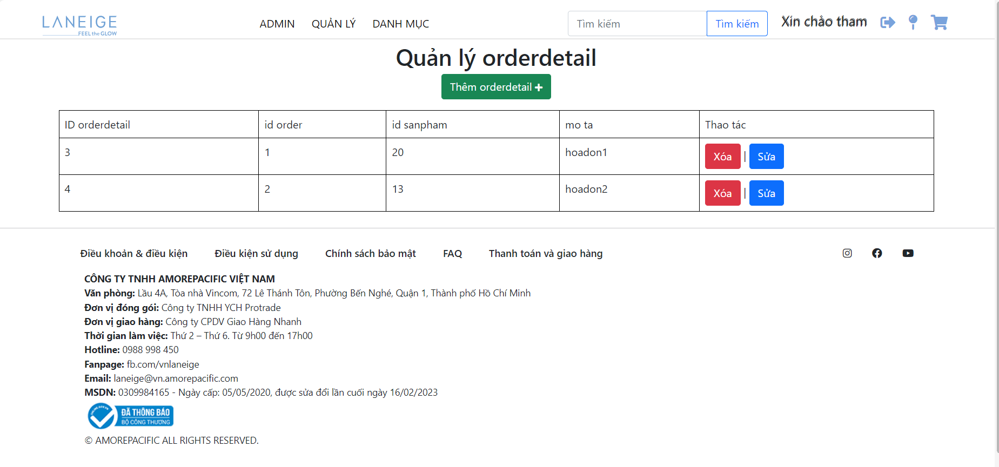 LANEIGE
FEEL the GLOW
ADMIN QUẢN LÝ DANH MỤC
Tìm kiếm Tìm kiếm
Xin chào tham
Quản lý orderdetail
Thêm orderdetail +
ID orderdetail id order id sanpham mo ta Thao tác
3 1 20 hoadon1 Xóa | Sửa
4 2 13 hoadon2 Xóa | Sửa
Điều khoản & điều kiện Điều kiện sử dụng Chính sách bảo mật FAQ Thanh toán và giao hàng
CÔNG TY TNHH AMOREPACIFIC VIỆT NAM
Văn phòng: Lầu 4A, Tòa nhà Vincom, 72 Lê Thánh Tôn, Phường Bến Nghé, Quận 1, Thành phố Hồ Chí Minh
Đơn vị đóng gói: Công ty TNHH YCH Protrade
Đơn vị giao hàng: Công ty CPDV Giao Hàng Nhanh
Thời gian làm việc: Thứ 2 – Thứ 6. Từ 9h00 đến 17h00
Hotline: 0988 998 450
Fanpage: fb.com/vnlaneige
Email: laneige@vn.amorepacific.com
MSDN: 0309984165 - Ngày cấp: 05/05/2020, được sửa đổi lần cuối ngày 16/02/2023
ĐÃ THÔNG BÁO
BỘ CÔNG THƯƠNG
© AMOREPACIFIC ALL RIGHTS RESERVED.